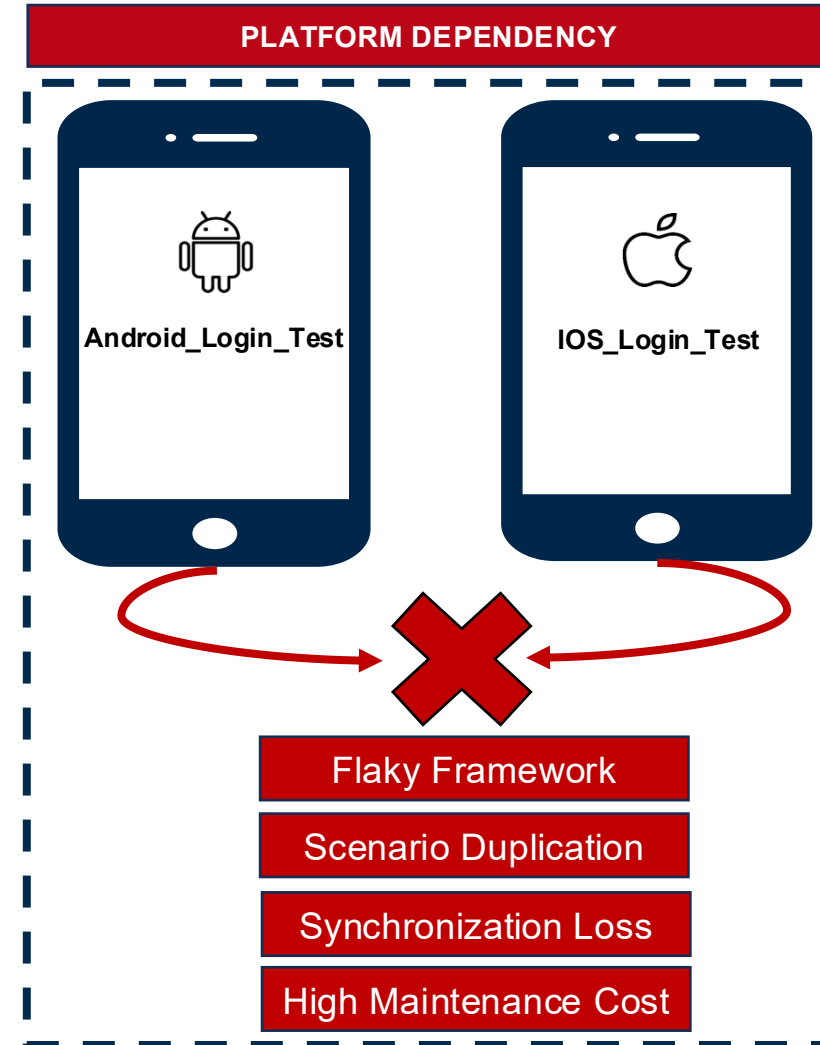 PLATFORM DEPENDENCY
Android_Login_Test
IOS_Login_Test
Flaky Framework
Scenario Duplication
Synchronization Loss
High Maintenance Cost